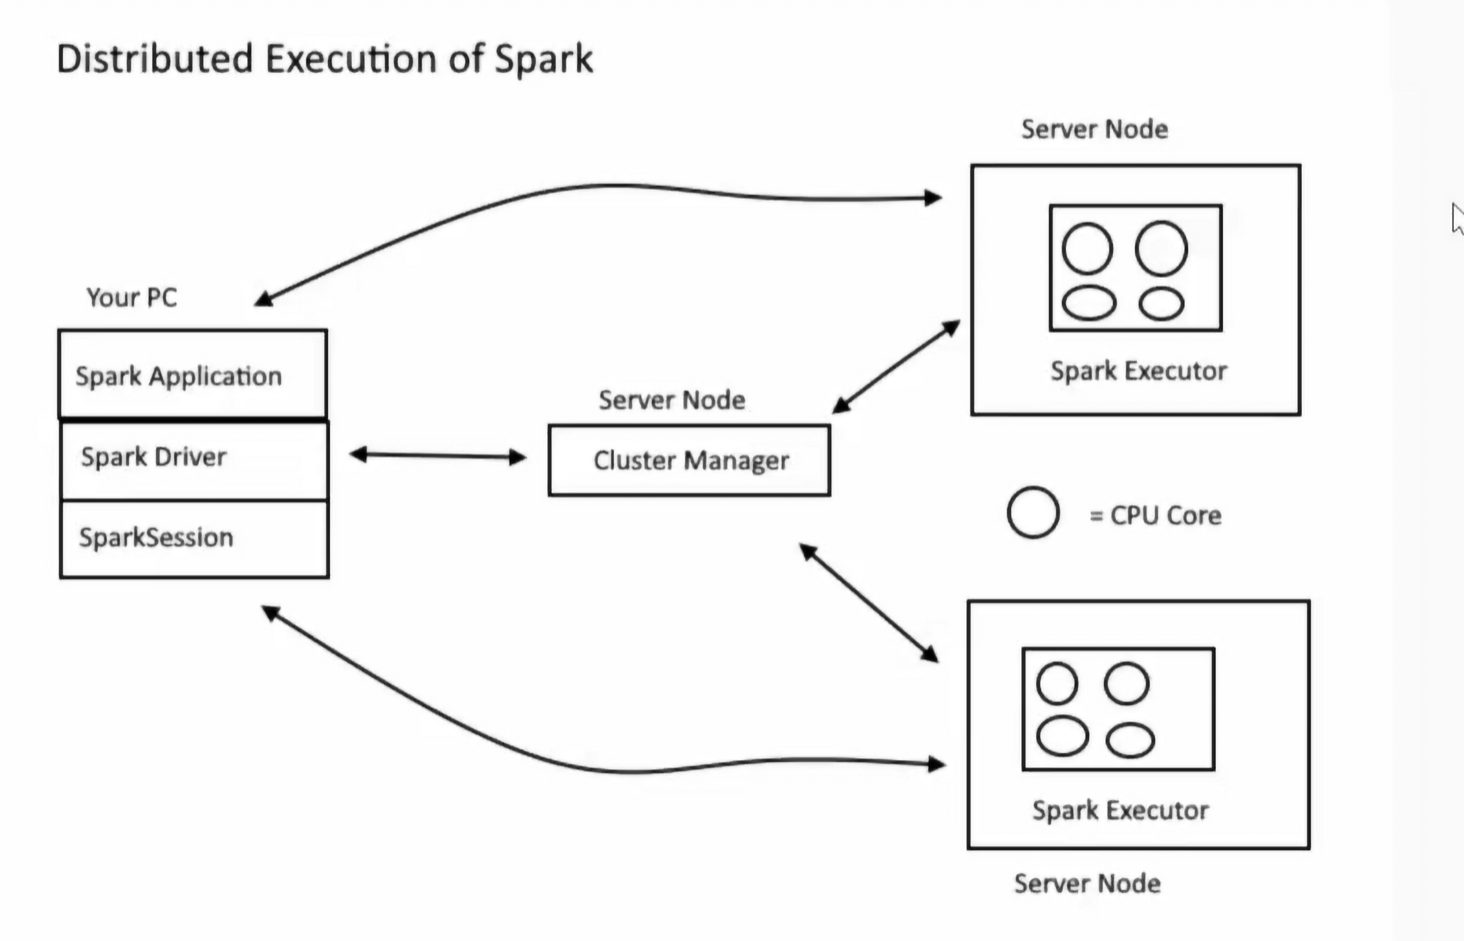 Distributed Execution of Spark
Server Node
Your PC
Spark Application
Spark Driver
SparkSession
Server Node
Cluster Manager
Spark Executor
= CPU Core
Spark Executor
Server Node